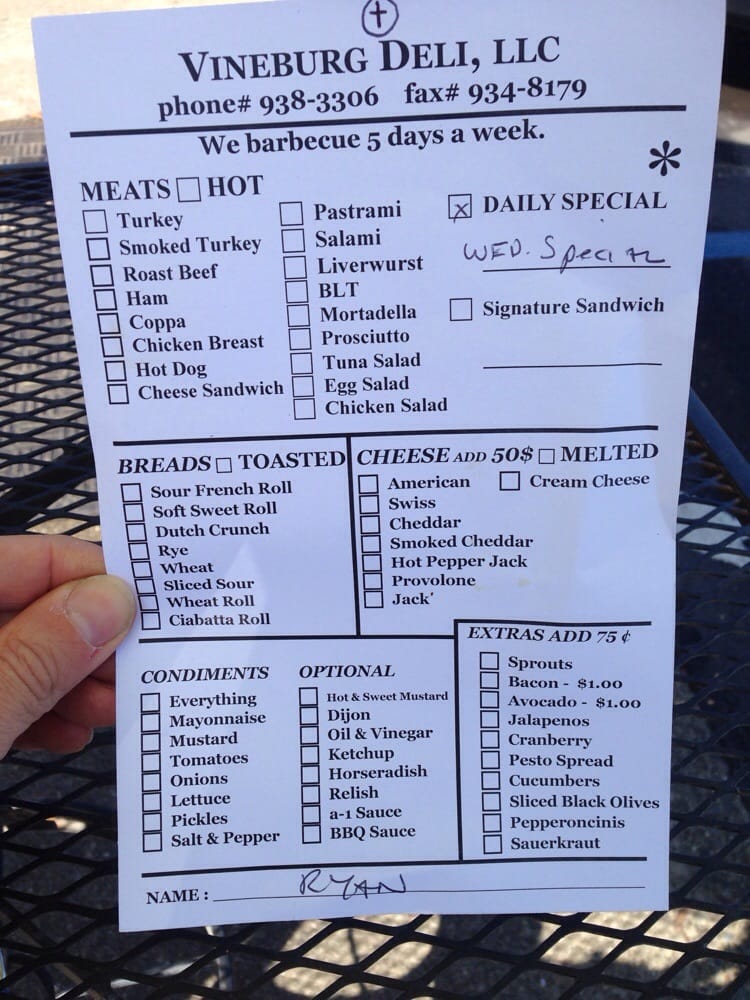 VINEBURG DELI, LLC
phone# 938-3306 fax# 934-8179
We barbecue 5 days a week.
*
MEATS HOT
Turkey
Smoked Turkey
Roast Beef
Ham
Coppa
Chicken Breast
Hot Dog
Cheese Sandwich
Pastrami
Salami
Liverwurst
BLT
Mortadella
Prosciutto
Tuna Salad
Egg Salad
Chicken Salad
x DAILY SPECIAL
WED. Special
Signature Sandwich
BREADS TOASTED
Sour French Roll
Soft Sweet Roll
Dutch Crunch
Rye
Wheat
Sliced Sour
Wheat Roll
Ciabatta Roll
CHEESE ADD 50$ MELTED
American
Swiss
Cheddar
Smoked Cheddar
Hot Pepper Jack
Provolone
Jack'
Cream Cheese
CONDIMENTS
Everything
Mayonnaise
Mustard
Tomatoes
Onions
Lettuce
Pickles
Salt & Pepper
OPTIONAL
Hot & Sweet Mustard
Dijon
Oil & Vinegar
Ketchup
Horseradish
Relish
a-1 Sauce
BBQ Sauce
EXTRAS ADD 75 ¢
Sprouts
Bacon - $1.00
Avocado - $1.00
Jalapenos
Cranberry
Pesto Spread
Cucumbers
Sliced Black Olives
Pepperoncinis
Sauerkraut
NAME : RYAN